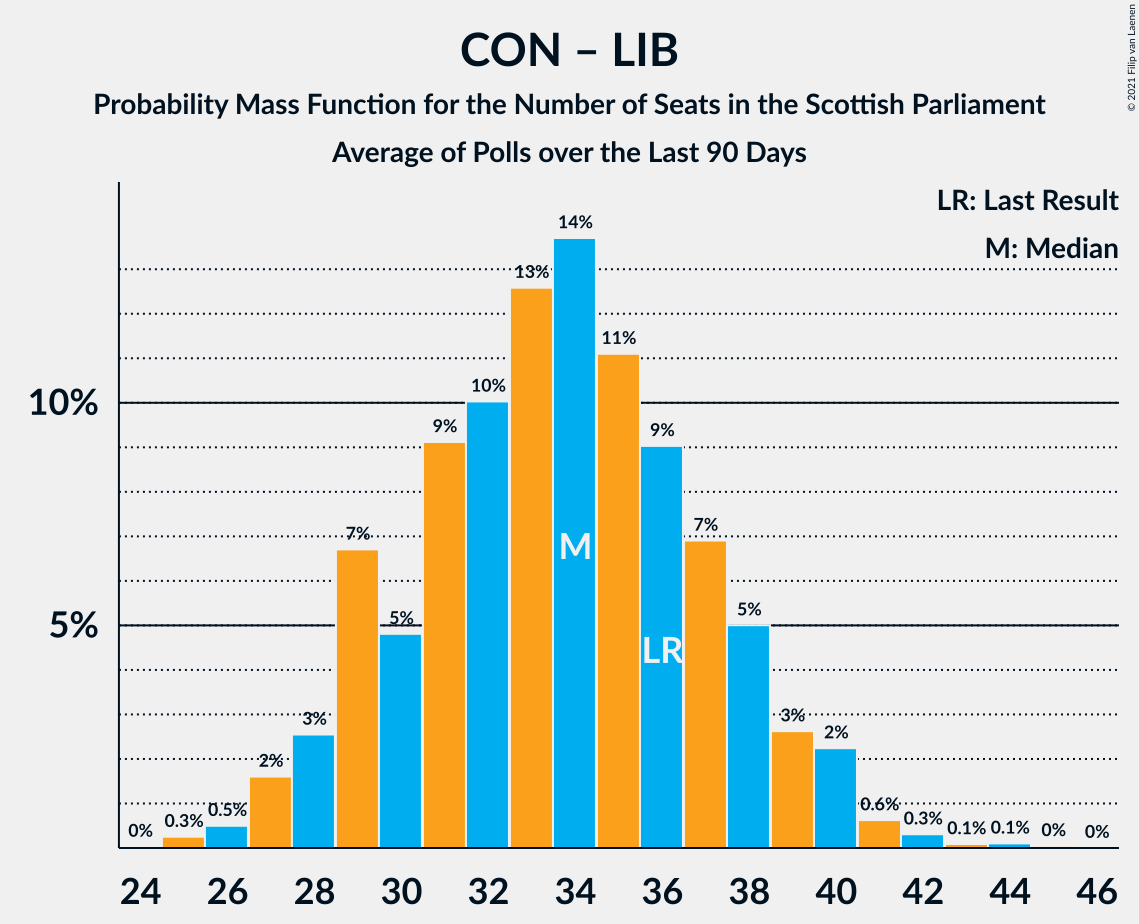 CON – LIB
Probability Mass Function for the Number of Seats in the Scottish Parliament
Average of Polls over the Last 90 Days
© 2021 Filip van Laenen
LR: Last Result
M: Median
10%
5%
0%
0.3%
0.5%
2%
3%
7%
5%
9%
10%
13%
14%
11%
9%
7%
5%
3%
2%
0.6%
0.3%
0.1%
0.1%
0%
0%
M
LR
24 26 28 30 32 34 36 38 40 42 44 46